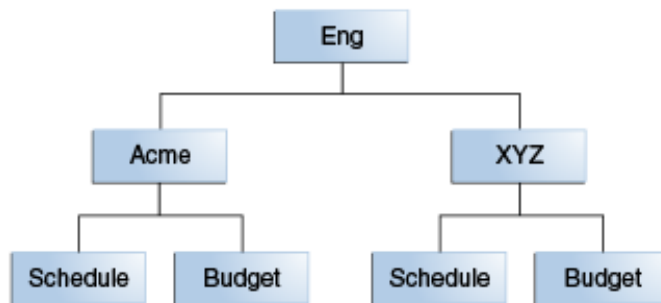 Eng
Acme
XYZ
Schedule
Budget
Schedule
Budget